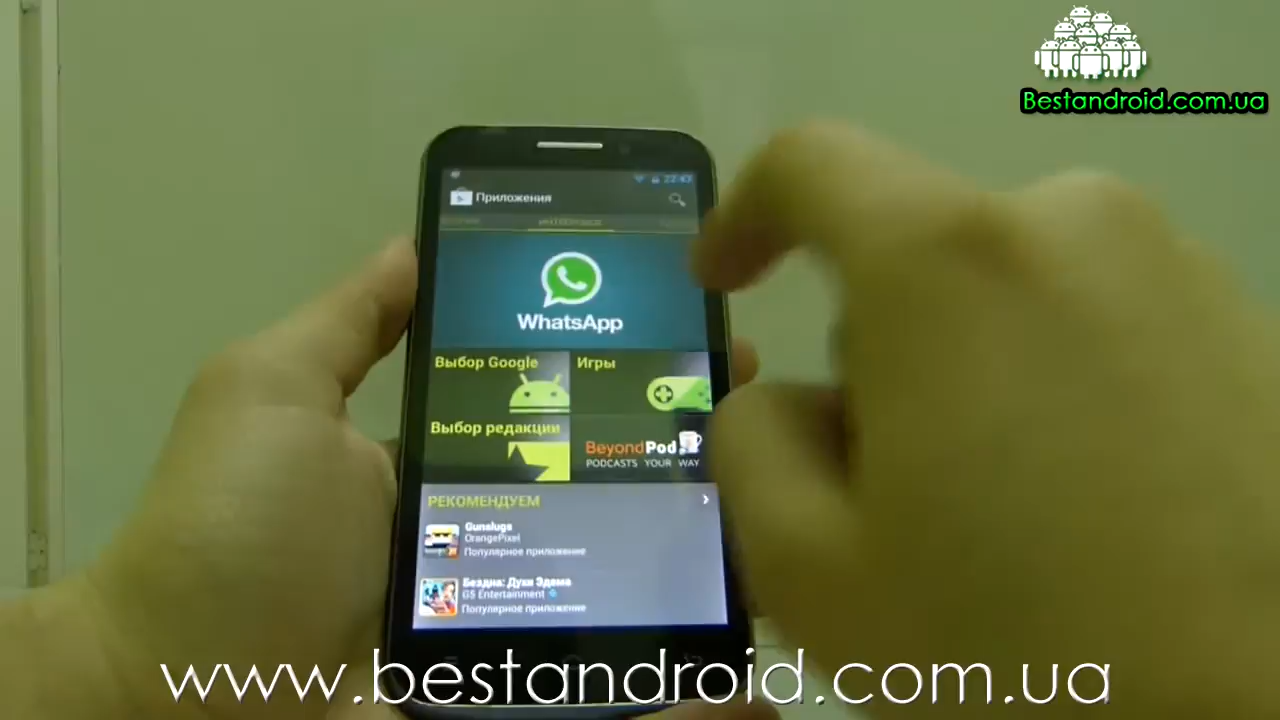 Bestandroid.com.ua
Приложения
WhatsApp
Выбор Google
Игры
Выбор редакции
BeyondPod
PODCASTS YOUR WAY
РЕКОМЕНДУЕМ
Gunslugs
OrangePixel
Популярное приложение
Бездна: Духи Эдема
G5 Entertainment
Популярное приложение
www.bestandroid.com.ua